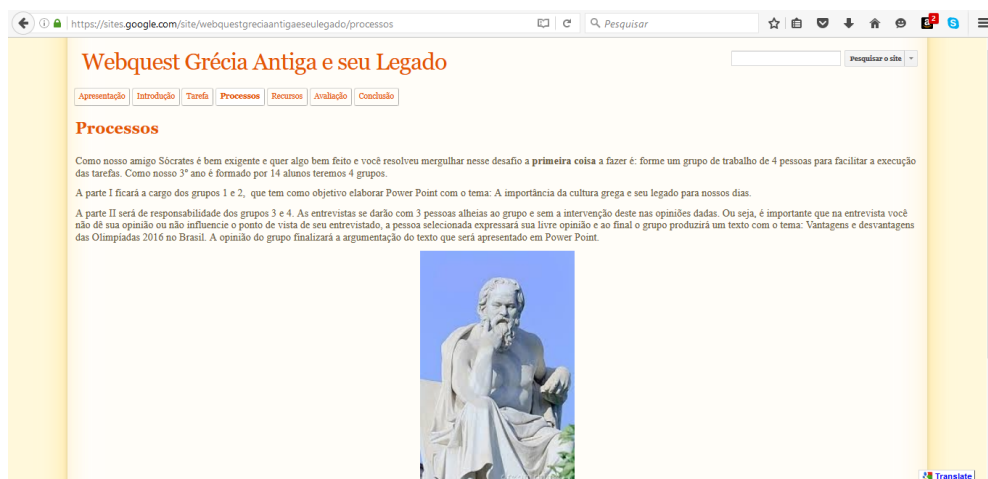 https://sites.google.com/site/webquestgreciaantigaeseulegado/processos
Pesquisar
2
Webquest Grécia Antiga e seu Legado
Pesquisar o site
Apresentação Introdução Tarefa Processos Recursos Avaliação Conclusão
Processos
Como nosso amigo Sócrates é bem exigente e quer algo bem feito e você resolveu mergulhar nesse desafio a primeira coisa a fazer é: forme um grupo de trabalho de 4 pessoas para facilitar a execução
das tarefas. Como nosso 3º ano é formado por 14 alunos teremos 4 grupos.
A parte I ficará a cargo dos grupos 1 e 2, que tem como objetivo elaborar Power Point com o tema: A importância da cultura grega e seu legado para nossos dias.
A parte II será de responsabilidade dos grupos 3 e 4. As entrevistas se darão com 3 pessoas alheias ao grupo e sem a intervenção deste nas opiniões dadas. Ou seja, é importante que na entrevista você
não dê sua opinião ou não influencie o ponto de vista de seu entrevistado, a pessoa selecionada expressará sua livre opinião e ao final o grupo produzirá um texto com o tema: Vantagens e desvantagens
das Olimpíadas 2016 no Brasil. A opinião do grupo finalizará a argumentação do texto que será apresentado em Power Point.
Translate